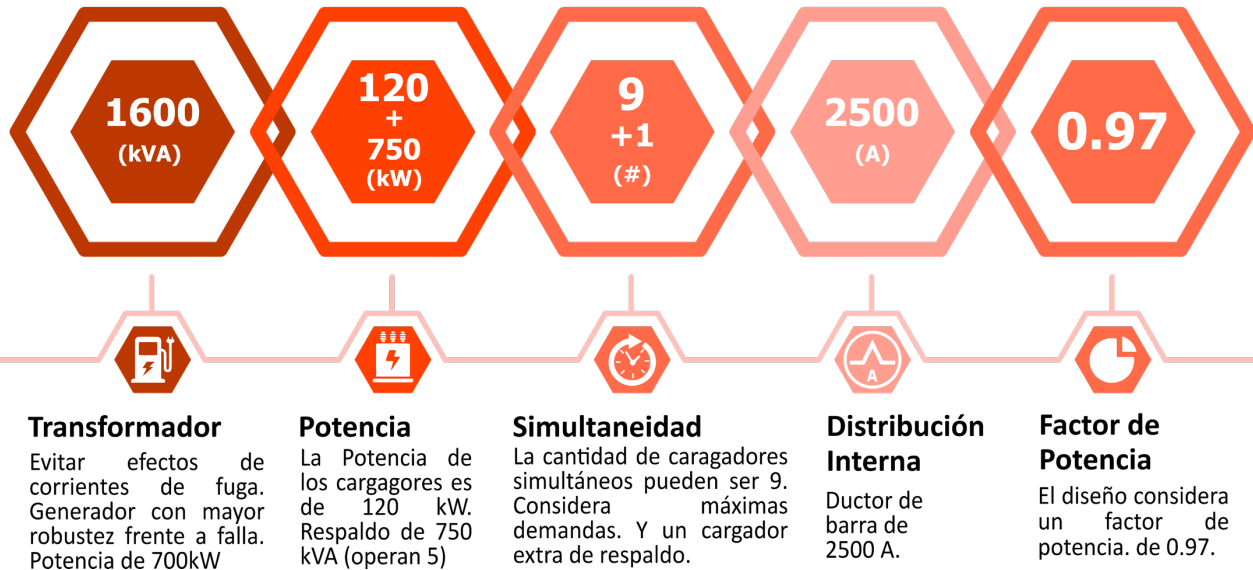 1600
(kVA)
120
+
750
(kW)
9
+1
(#)
2500
(A)
0.97
A
Transformador
Evitar efectos de
corrientes de fuga.
Generador con mayor
robustez frente a falla.
Potencia de 700kW
Potencia
La Potencia de
los cargagores es
de 120 kW.
Respaldo de 750
kVA (operan 5)
Simultaneidad
La cantidad de caragadores
simultáneos pueden ser 9.
Considera máximas
demandas. Y un cargador
extra de respaldo.
Distribución
Interna
Ductor de
barra de
2500 A.
Factor de
Potencia
El diseño considera
un factor de
potencia. de 0.97.